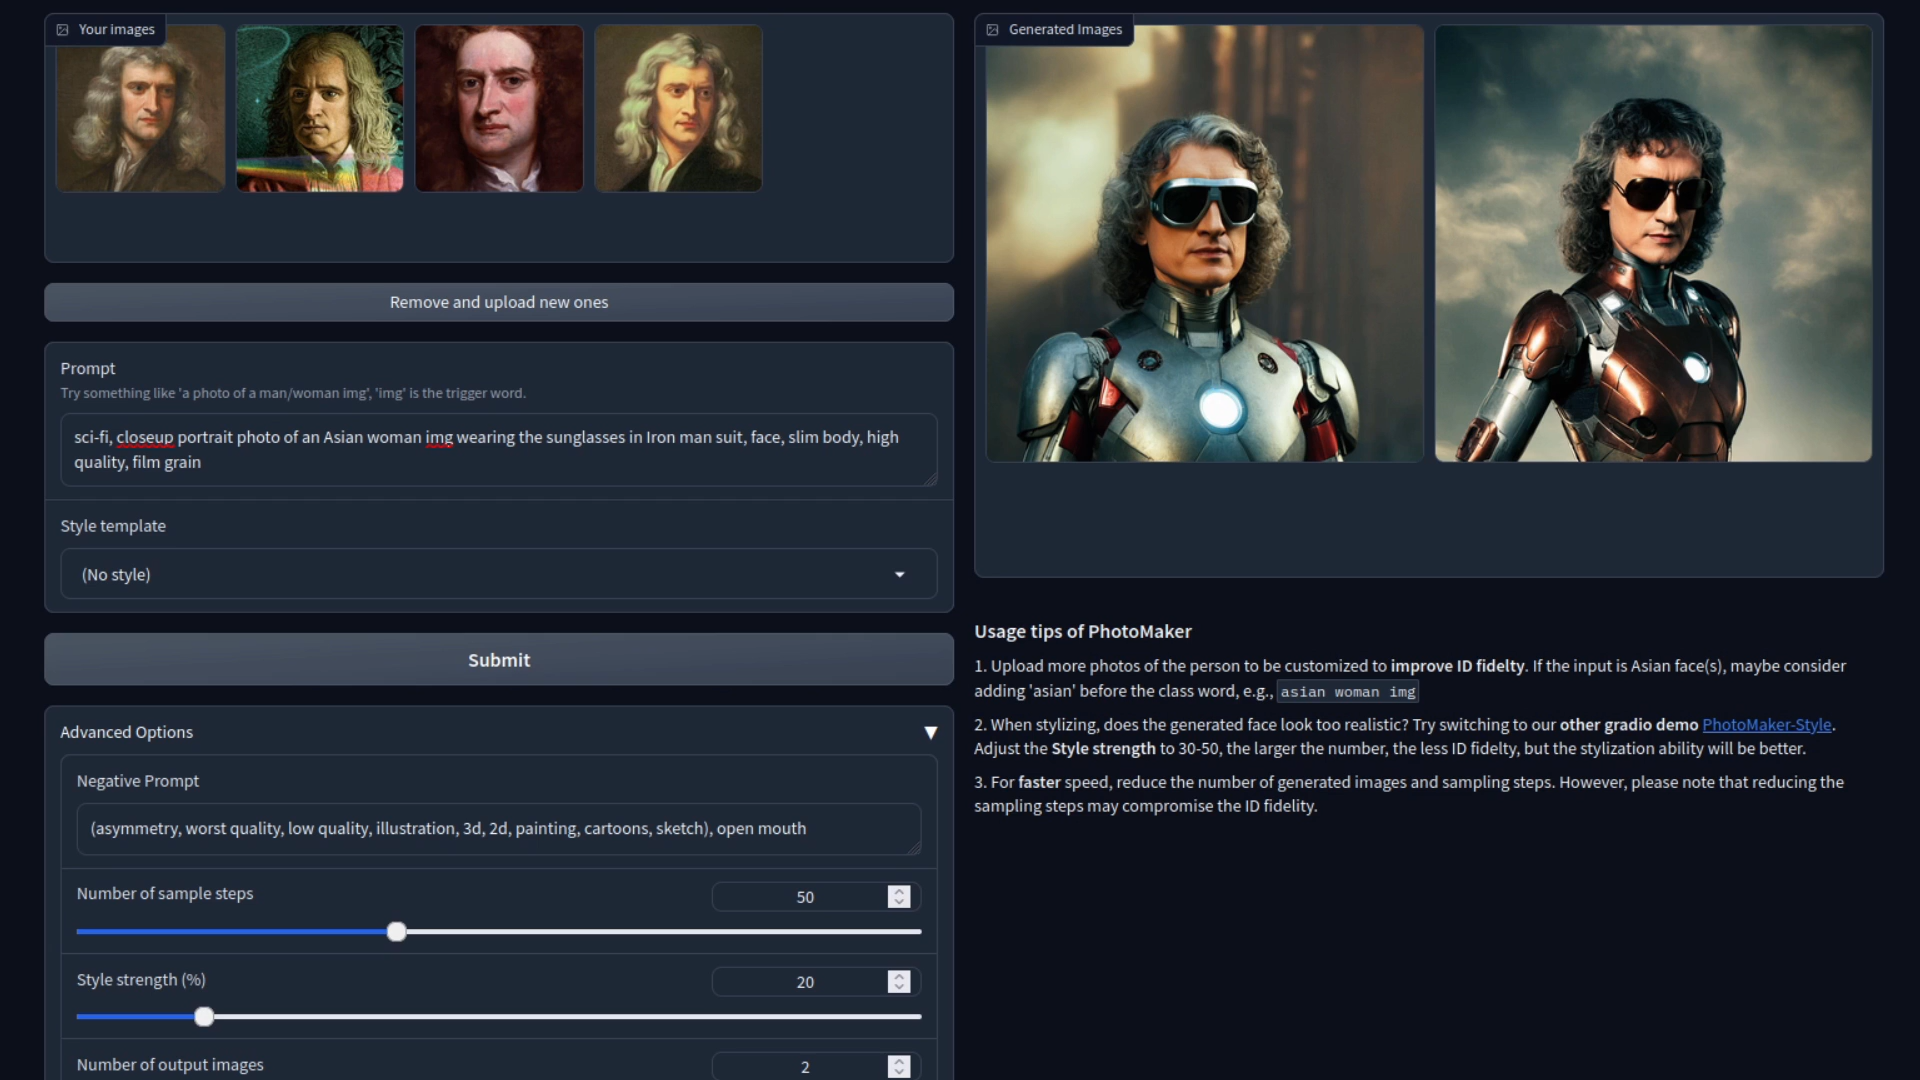 Your images
Remove and upload new ones
Prompt
Try something like 'a photo of a man/woman img', 'img' is the trigger word.
sci-fi, closeup portrait photo of an Asian woman img wearing the sunglasses in Iron man suit, face, slim body, high
quality, film grain
Style template
(No style)
Submit
Advanced Options
Negative Prompt
(asymmetry, worst quality, low quality, illustration, 3d, 2d, painting, cartoons, sketch), open mouth
Number of sample steps
50
Style strength (%)
20
Number of output images
2
Generated Images
Usage tips of PhotoMaker
1. Upload more photos of the person to be customized to improve ID fidelty. If the input is Asian face(s), maybe consider
adding 'asian' before the class word, e.g., asian woman img
2. When stylizing, does the generated face look too realistic? Try switching to our other gradio demo PhotoMaker-Style.
Adjust the Style strength to 30-50, the larger the number, the less ID fidelty, but the stylization ability will be better.
3. For faster speed, reduce the number of generated images and sampling steps. However, please note that reducing the
sampling steps may compromise the ID fidelity.